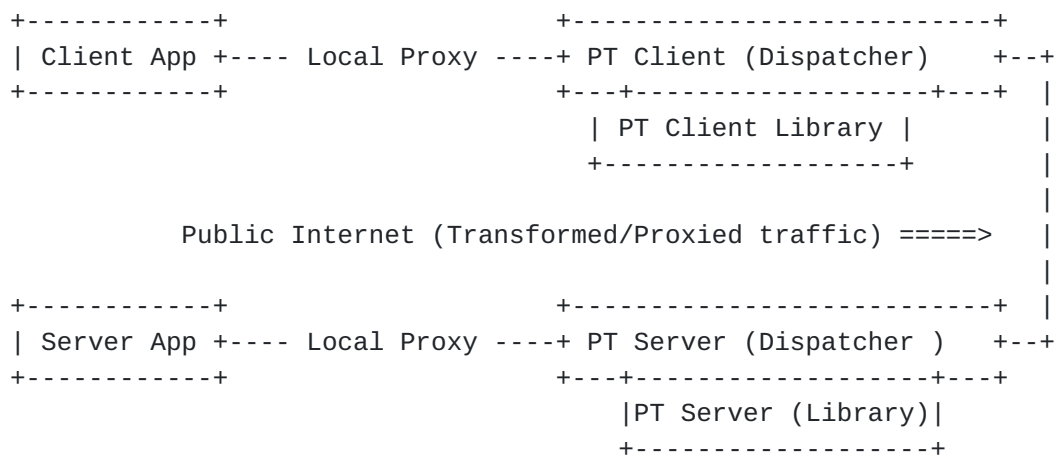 +------------+                    +---------------------------+
| Client App +---- Local Proxy ----+ PT Client (Dispatcher)    +--+
+------------+                    +---+-------------------+---+  |
| PT Client Library |        |
+-------------------+        |
|
Public Internet (Transformed/Proxied traffic) =====>   |
|
+------------+                    +---------------------------+  |
| Server App +---- Local Proxy ----+ PT Server (Dispatcher )   +--+
+------------+                    +---+-------------------+---+
|PT Server (Library)|
+-------------------+